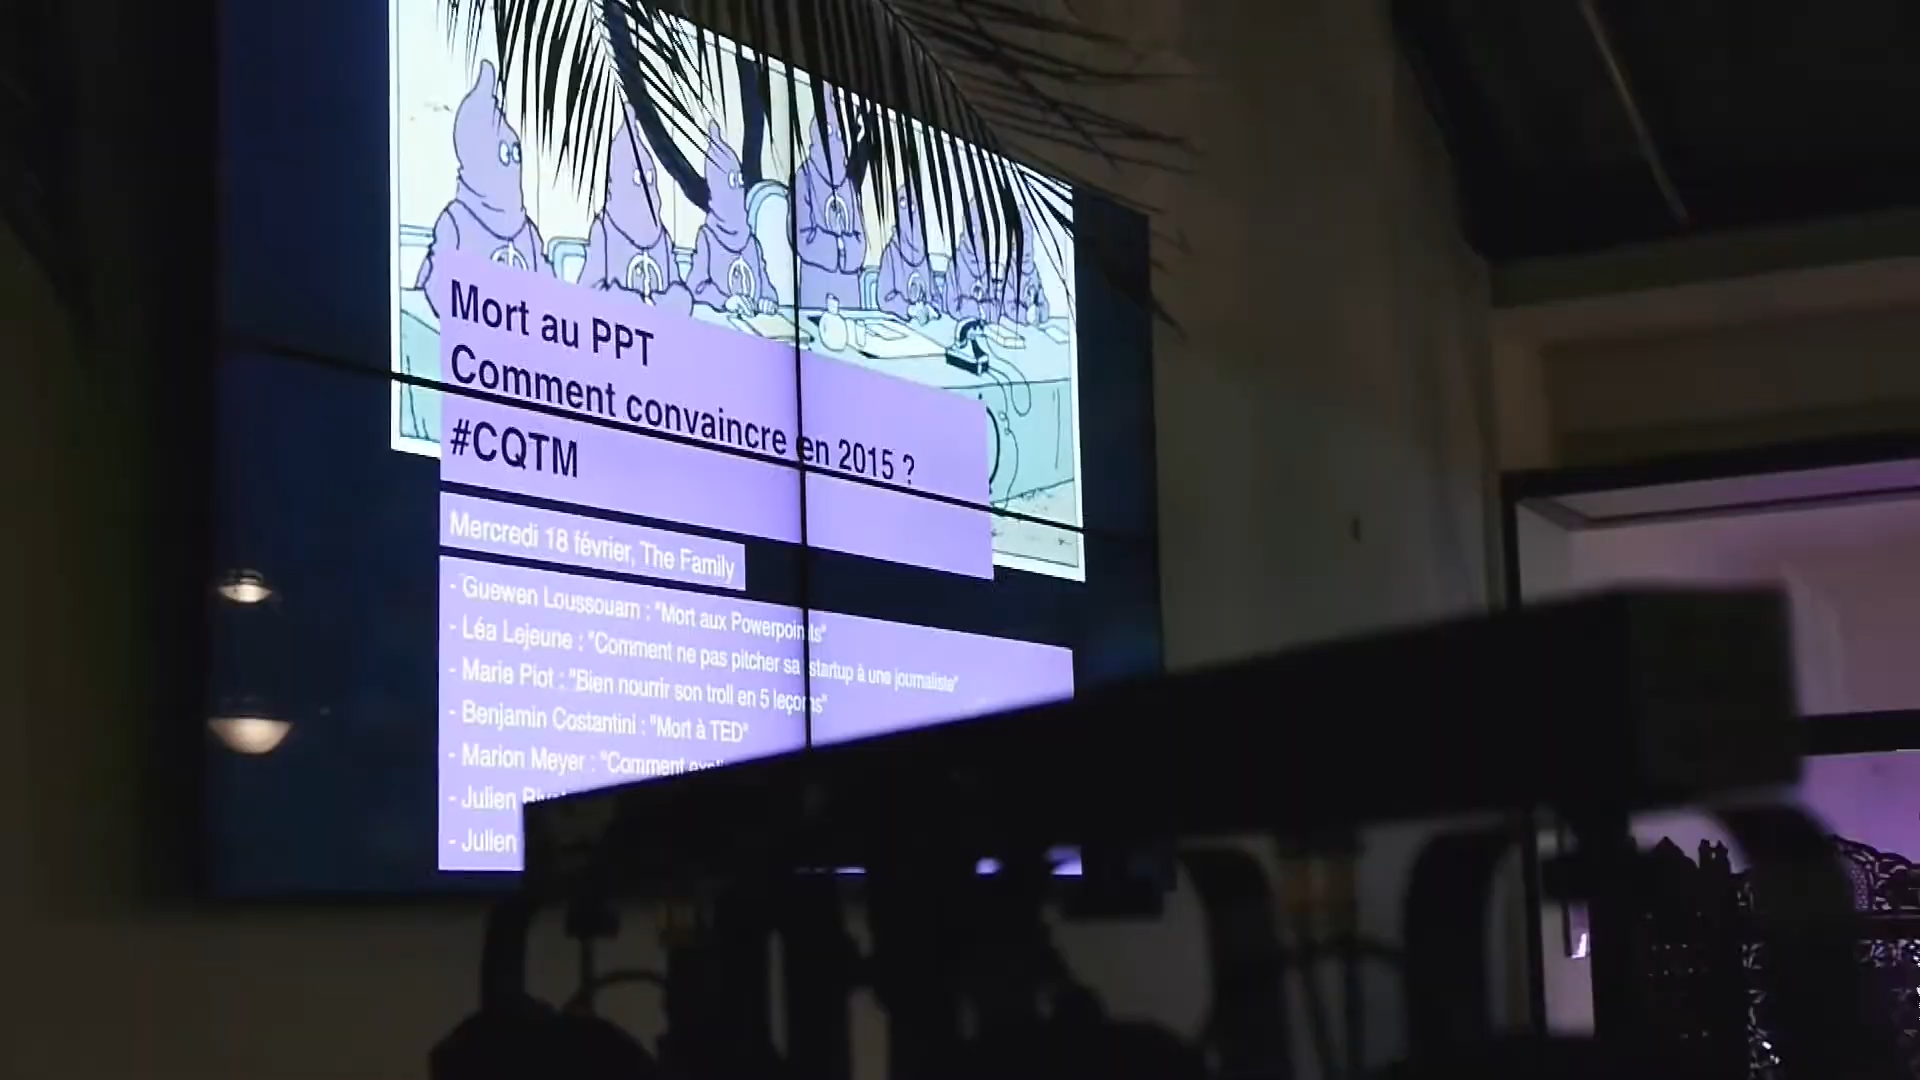 Mort au PPT
Comment convaincre en 2015 ?
#CQTM
Mercredi 18 février, The Family
- Guewen Loussouarn : "Mort aux Powerpoints"
- Léa Lejeune : "Comment ne pas pitcher sa startup à une journaliste"
- Marie Piot : "Bien nourrir son troll en 5 leçons"
- Benjamin Costantini : "Mort à TED"
- Marion Meyer : "Comment
- Julien
- Julien